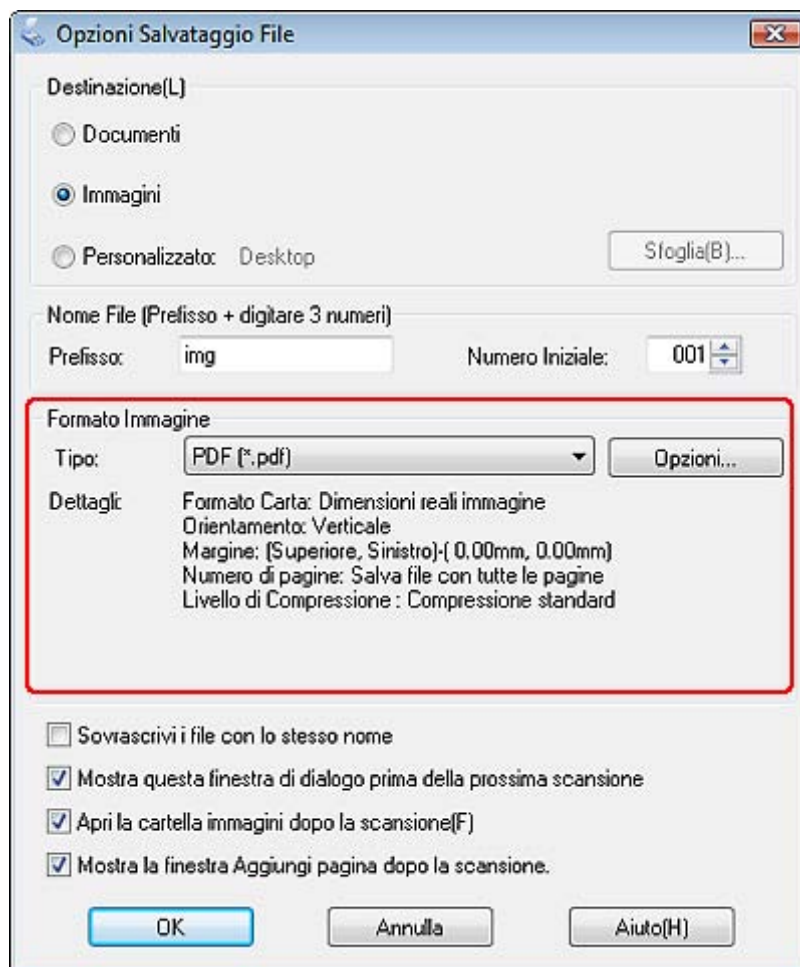 Opzioni Salvataggio File
Destinazione(L)
Documenti
Immagini
Personalizzato: Desktop Sfoglia(B)...
Nome File (Prefisso + digitare 3 numeri)
Prefisso: img Numero Iniziale: 001
Formato Immagine
Tipo: PDF (*.pdf) Opzioni...
Dettagli: Formato Carta: Dimensioni reali immagine
Orientamento: Verticale
Margine: (Superiore, Sinistro)-( 0.00mm, 0.00mm)
Numero di pagine: Salva file con tutte le pagine
Livello di Compressione : Compressione standard
Sovrascrivi i file con lo stesso nome
Mostra questa finestra di dialogo prima della prossima scansione
Apri la cartella immagini dopo la scansione(F)
Mostra la finestra Aggiungi pagina dopo la scansione.
OK Annulla Aiuto(H)